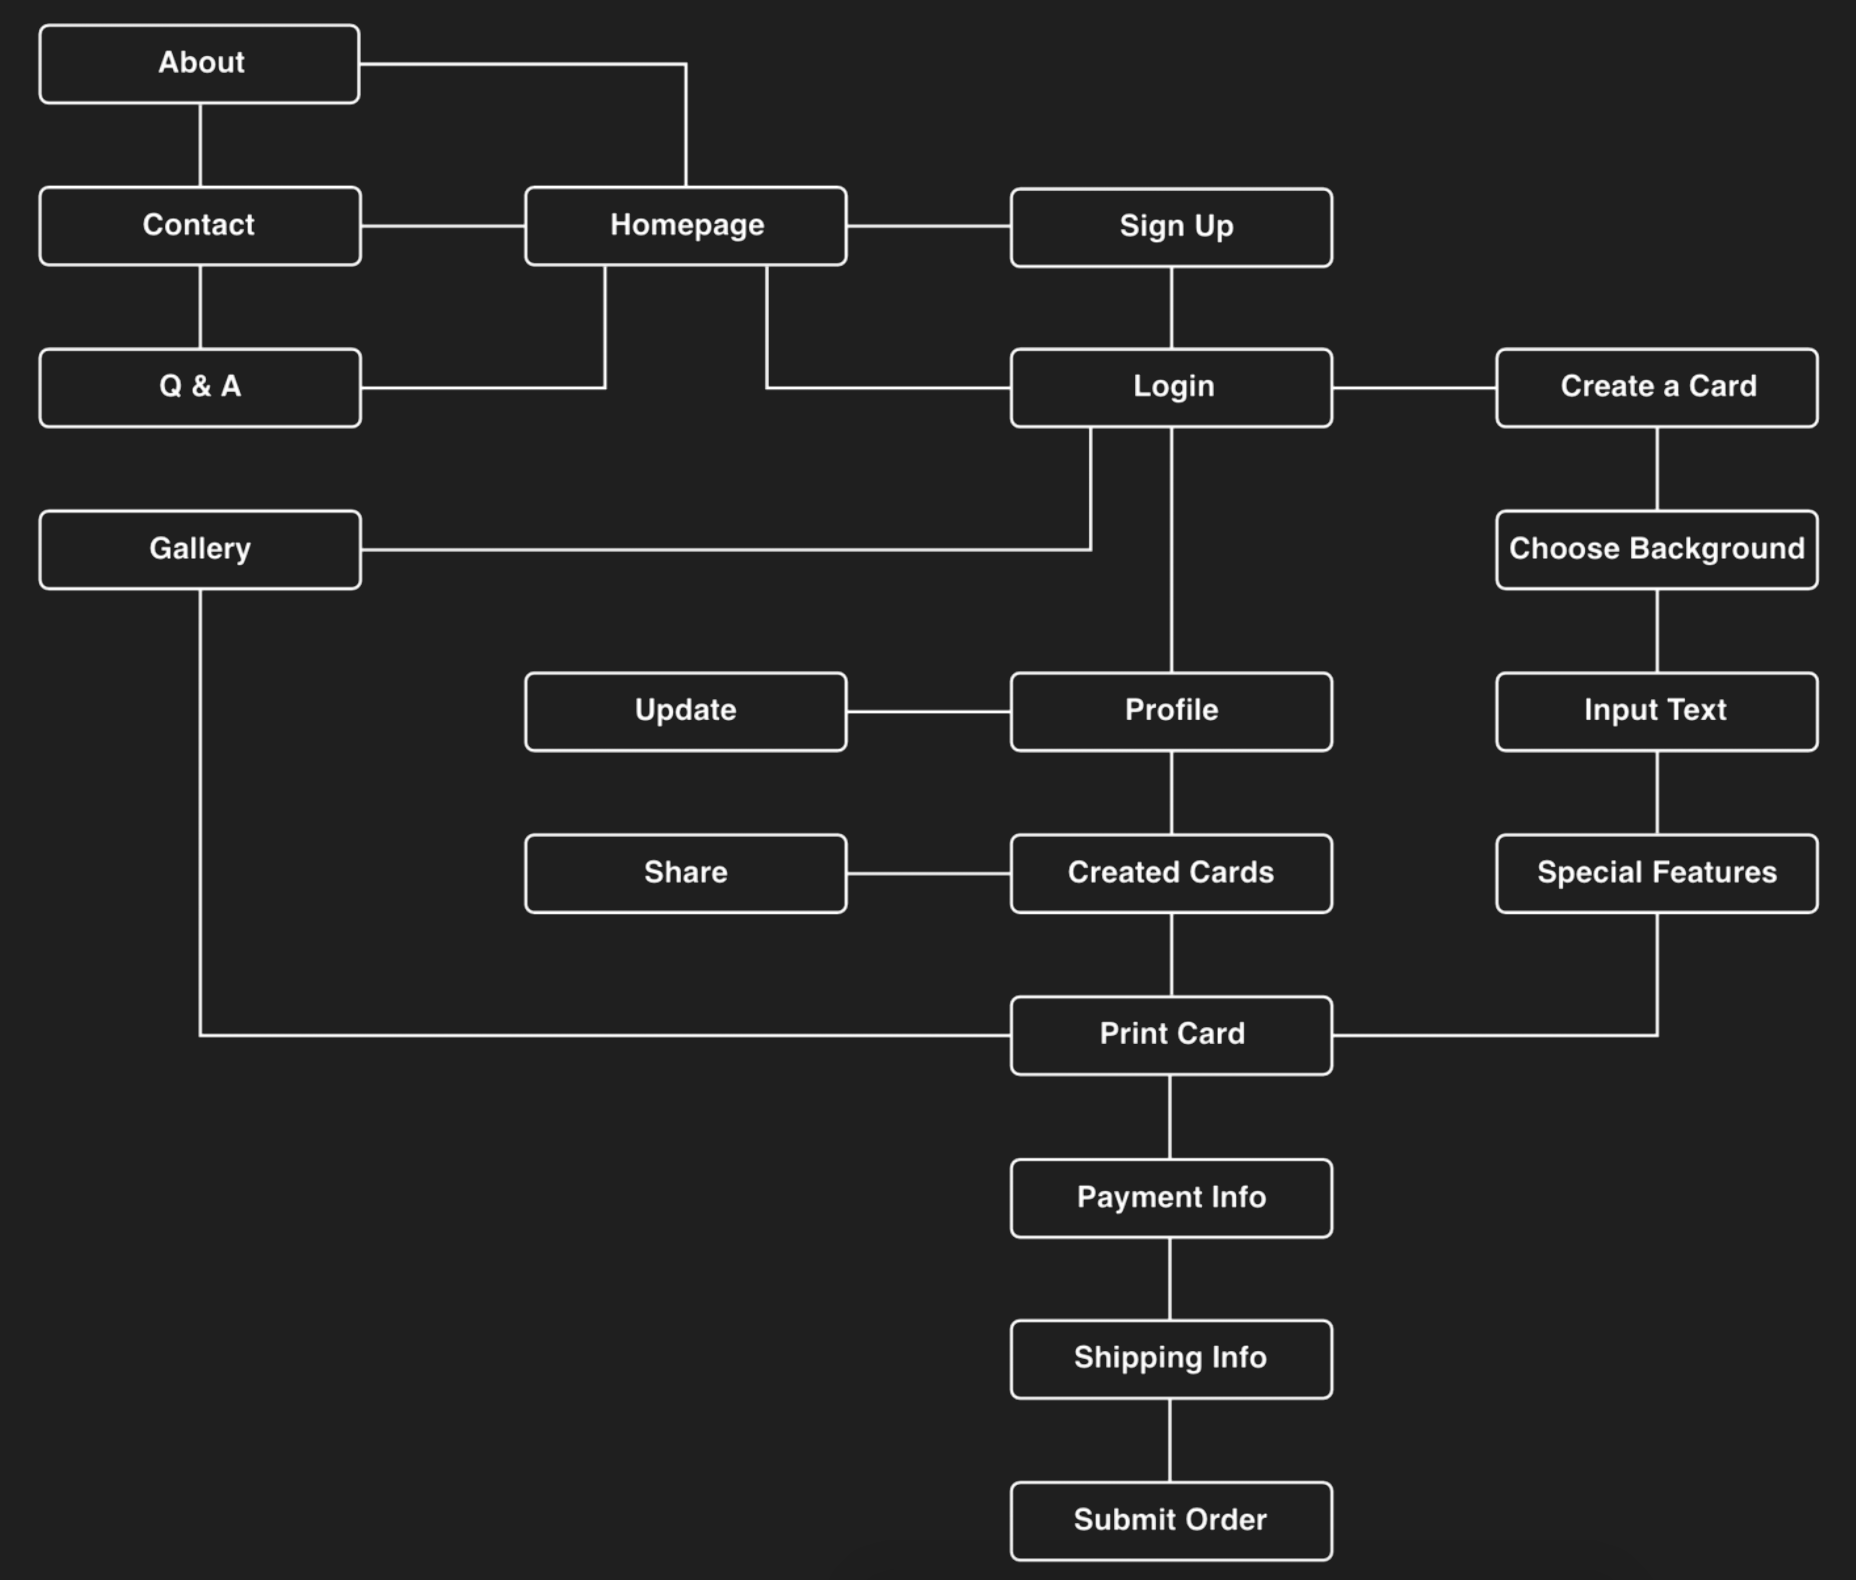 About
Contact
Homepage
Sign Up
Q & A
Login
Create a Card
Gallery
Choose Background
Update
Profile
Input Text
Share
Created Cards
Special Features
Print Card
Payment Info
Shipping Info
Submit Order